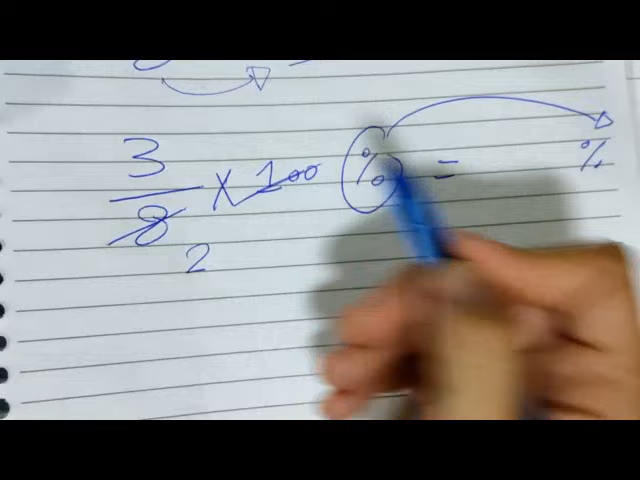 3/8 × 100 % = %
2